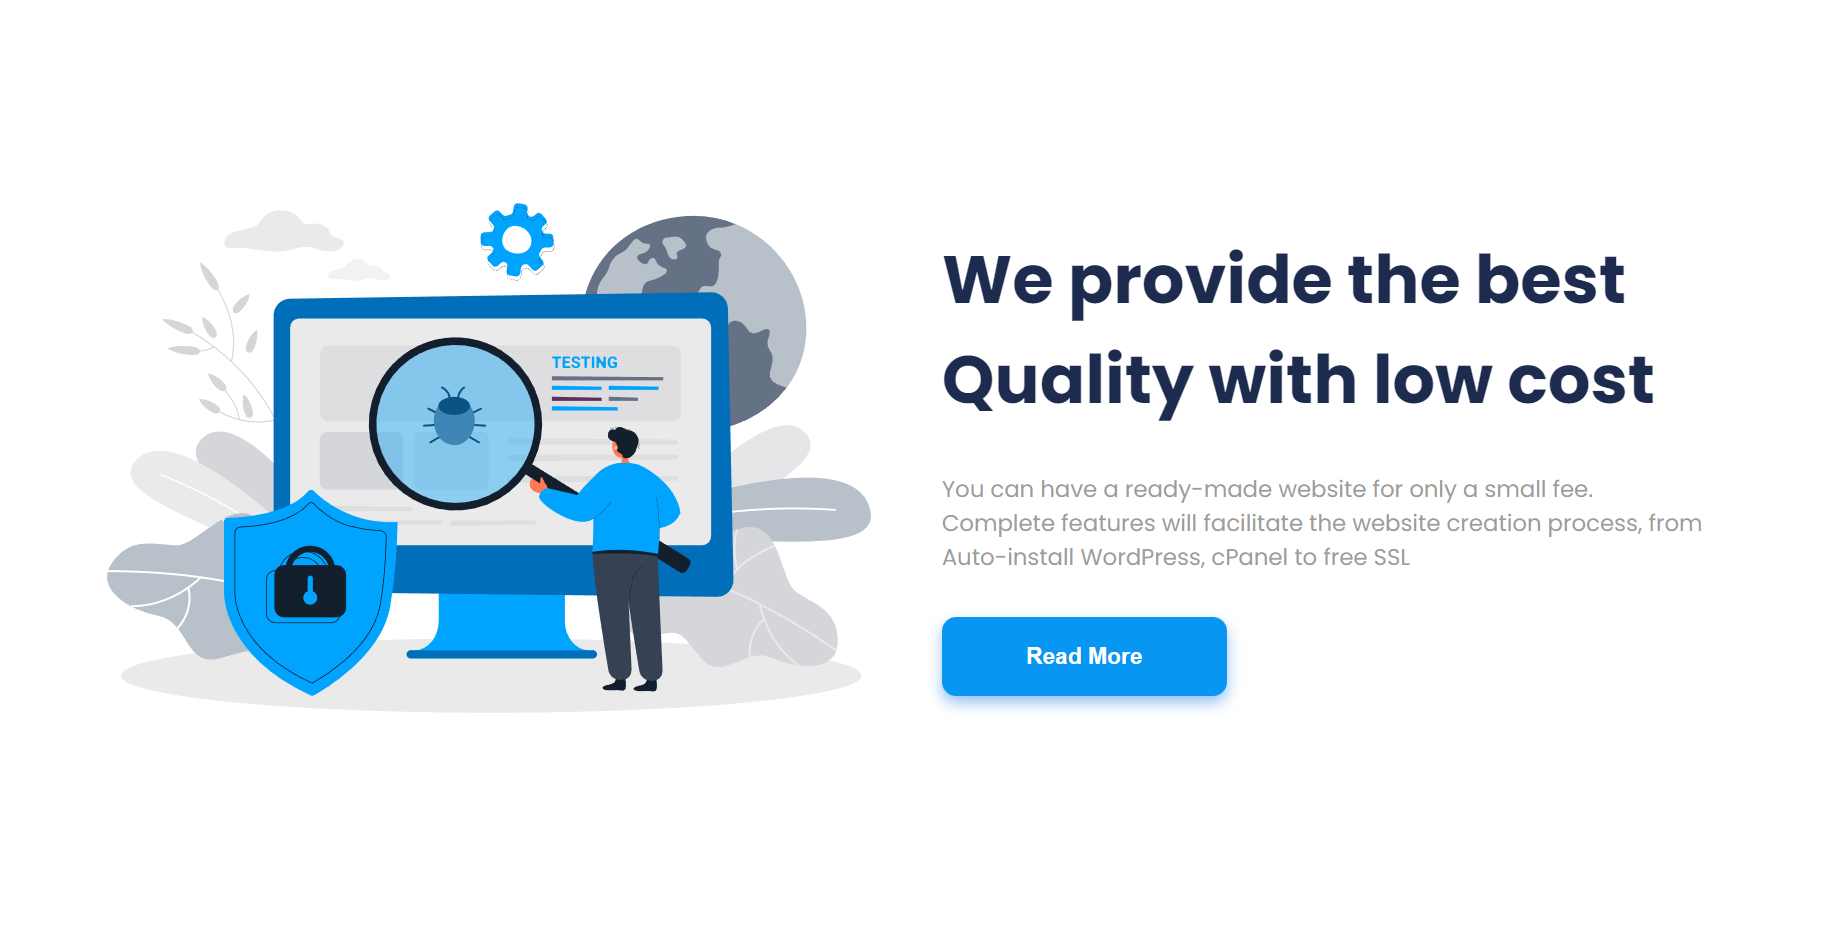 TESTING
We provide the best
Quality with low cost
You can have a ready-made website for only a small fee.
Complete features will facilitate the website creation process, from
Auto-install WordPress, cPanel to free SSL
Read More